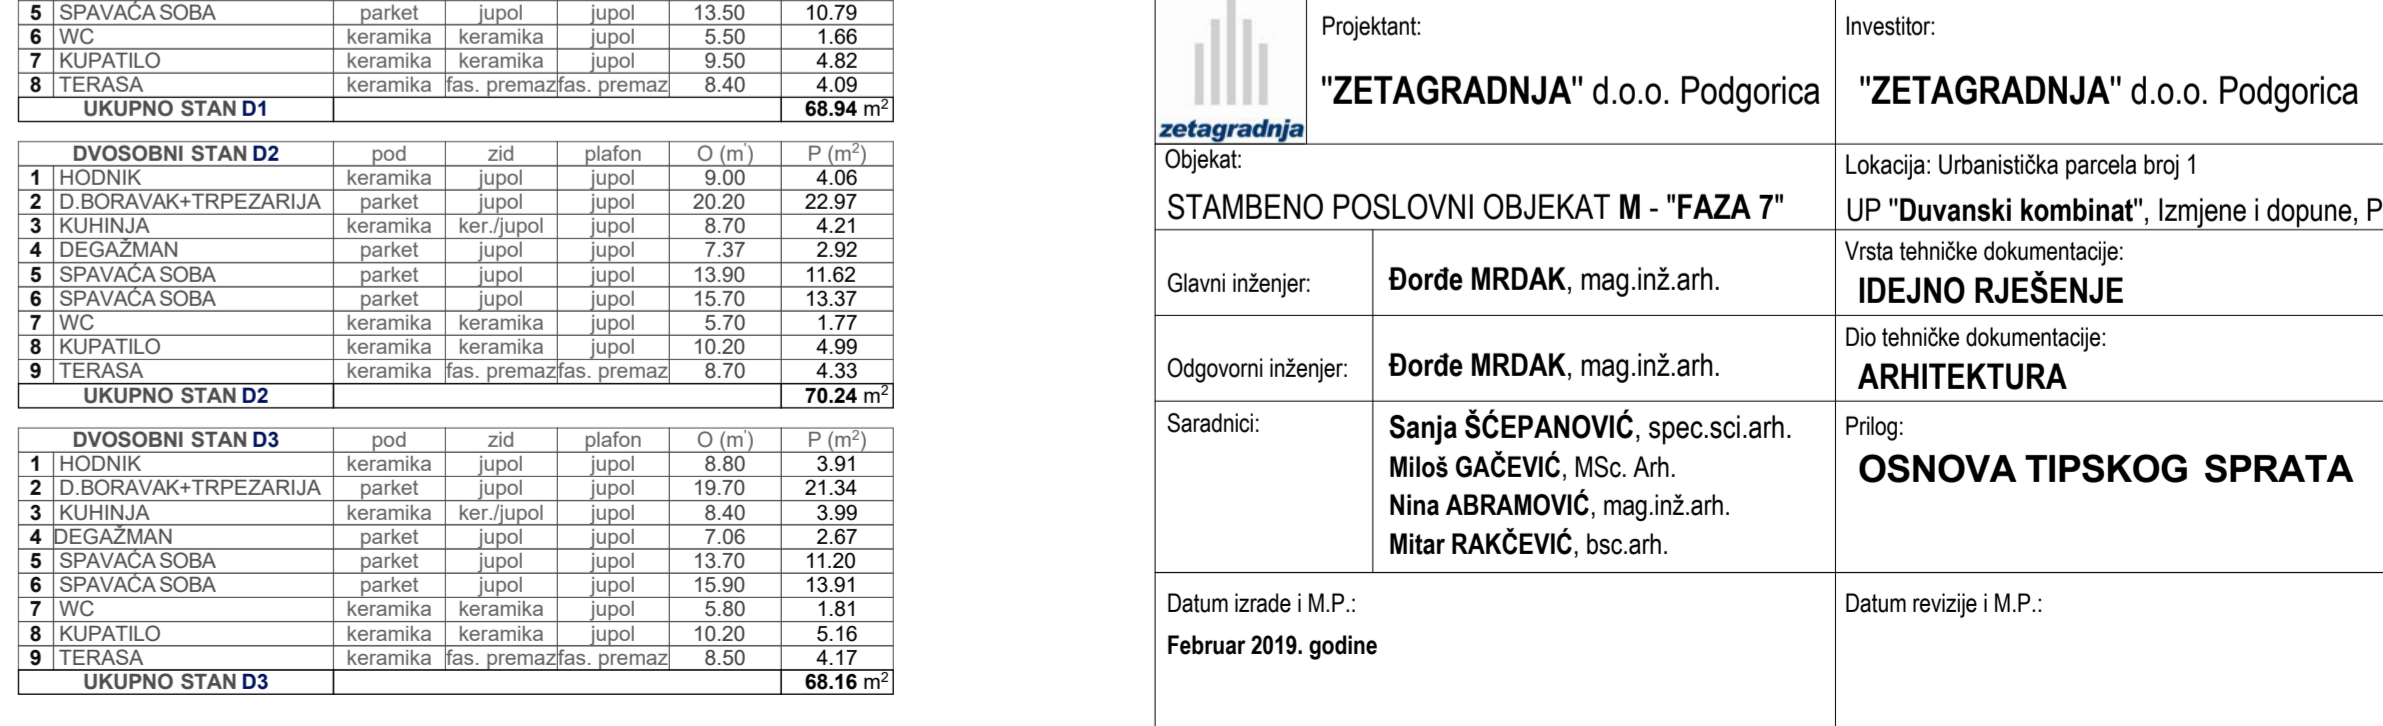 5 SPAVAĆA SOBA parket jupol jupol 13.50 10.79
6 WC keramika keramika jupol 5.50 1.66
7 KUPATILO keramika keramika jupol 9.50 4.82
8 TERASA keramika fas. premaz fas. premaz 8.40 4.09
UKUPNO STAN D1 68.94 m²
DVOSOBNI STAN D2 pod zid plafon O (m') P (m²)
1 HODNIK keramika jupol jupol 9.00 4.06
2 D.BORAVAK+TRPEZARIJA parket jupol jupol 20.20 22.97
3 KUHINJA keramika ker./jupol jupol 8.70 4.21
4 DEGAŽMAN parket jupol jupol 7.37 2.92
5 SPAVAĆA SOBA parket jupol jupol 13.90 11.62
6 SPAVAĆA SOBA parket jupol jupol 15.70 13.37
7 WC keramika keramika jupol 5.70 1.77
8 KUPATILO keramika keramika jupol 10.20 4.99
9 TERASA keramika fas. premaz fas. premaz 8.70 4.33
UKUPNO STAN D2 70.24 m²
DVOSOBNI STAN D3 pod zid plafon O (m') P (m²)
1 HODNIK keramika jupol jupol 8.80 3.91
2 D.BORAVAK+TRPEZARIJA parket jupol jupol 19.70 21.34
3 KUHINJA keramika ker./jupol jupol 8.40 3.99
4 DEGAŽMAN parket jupol jupol 7.06 2.67
5 SPAVAĆA SOBA parket jupol jupol 13.70 11.20
6 SPAVAĆA SOBA parket jupol jupol 15.90 13.91
7 WC keramika keramika jupol 5.80 1.81
8 KUPATILO keramika keramika jupol 10.20 5.16
9 TERASA keramika fas. premaz fas. premaz 8.50 4.17
UKUPNO STAN D3 68.16 m²
zetagradnja
Projektant:
"ZETAGRADNJA" d.o.o. Podgorica
Investitor:
"ZETAGRADNJA" d.o.o. Podgorica
Objekat:
STAMBENO POSLOVNI OBJEKAT M - "FAZA 7"
Lokacija: Urbanistička parcela broj 1
UP "Duvanski kombinat", Izmjene i dopune, P
Glavni inženjer:
Đorđe MRDAK, mag.inž.arh.
Vrsta tehničke dokumentacije:
IDEJNO RJEŠENJE
Odgovorni inženjer:
Đorđe MRDAK, mag.inž.arh.
Dio tehničke dokumentacije:
ARHITEKTURA
Saradnici:
Sanja ŠĆEPANOVIĆ, spec.sci.arh.
Miloš GAČEVIĆ, MSc. Arh.
Nina ABRAMOVIĆ, mag.inž.arh.
Mitar RAKČEVIĆ, bsc.arh.
Prilog:
OSNOVA TIPSKOG SPRATA
Datum izrade i M.P.:
Februar 2019. godine
Datum revizije i M.P.: